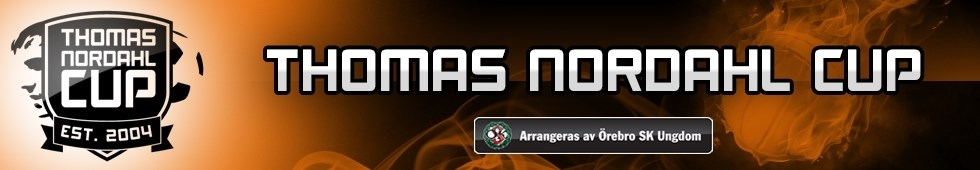 THOMAS
NORDAHL
CUP
EST. 2004
THOMAS NORDAHL CUP
Arrangeras av Örebro SK Ungdom